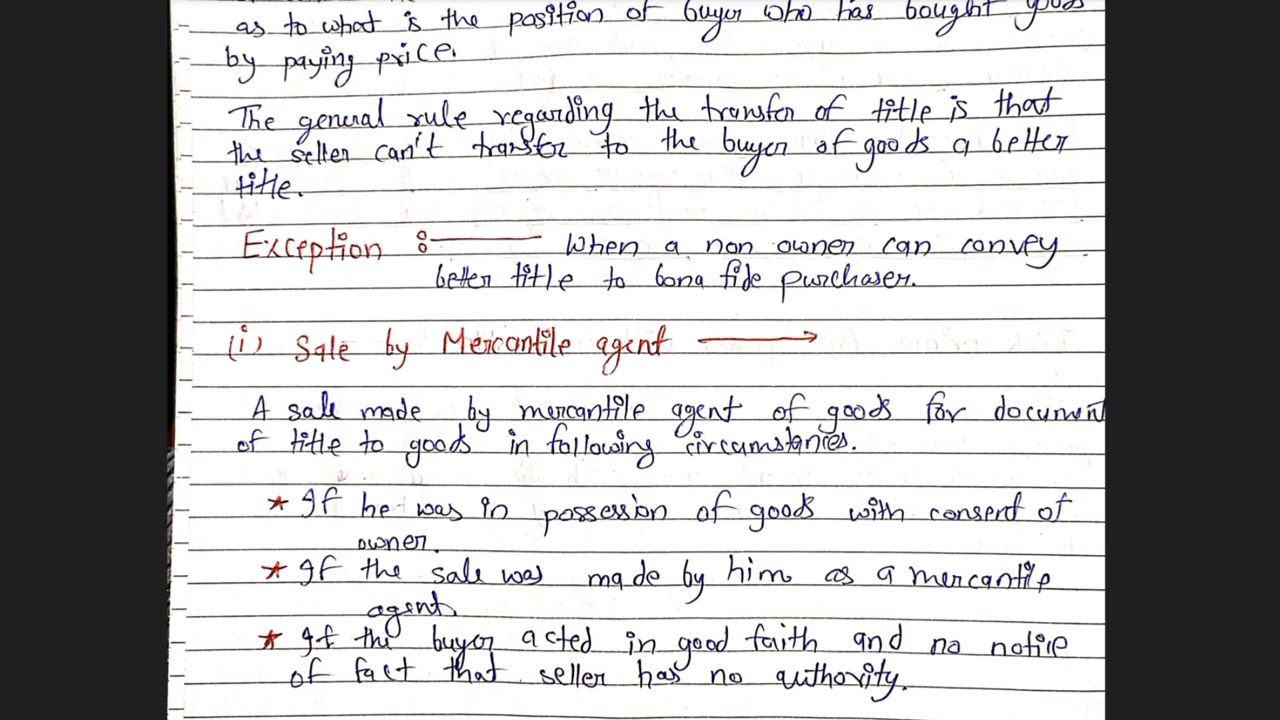 as to what is the position of buyer who has bought goods
by paying price.
The general rule regarding the transfer of title is that
the seller can't transfer to the buyer of goods a better
title.
Exception :- When a non owner can convey
better title to bona fide purchaser.
(i) Sale by Mercantile agent →
A sale made by mercantile agent of goods for document
of title to goods in following circumstances.
* If he was in possession of goods with consent of
owner.
* If the sale was made by him as a mercantile
agent.
* If the buyer acted in good faith and no notice
of fact that seller has no authority.